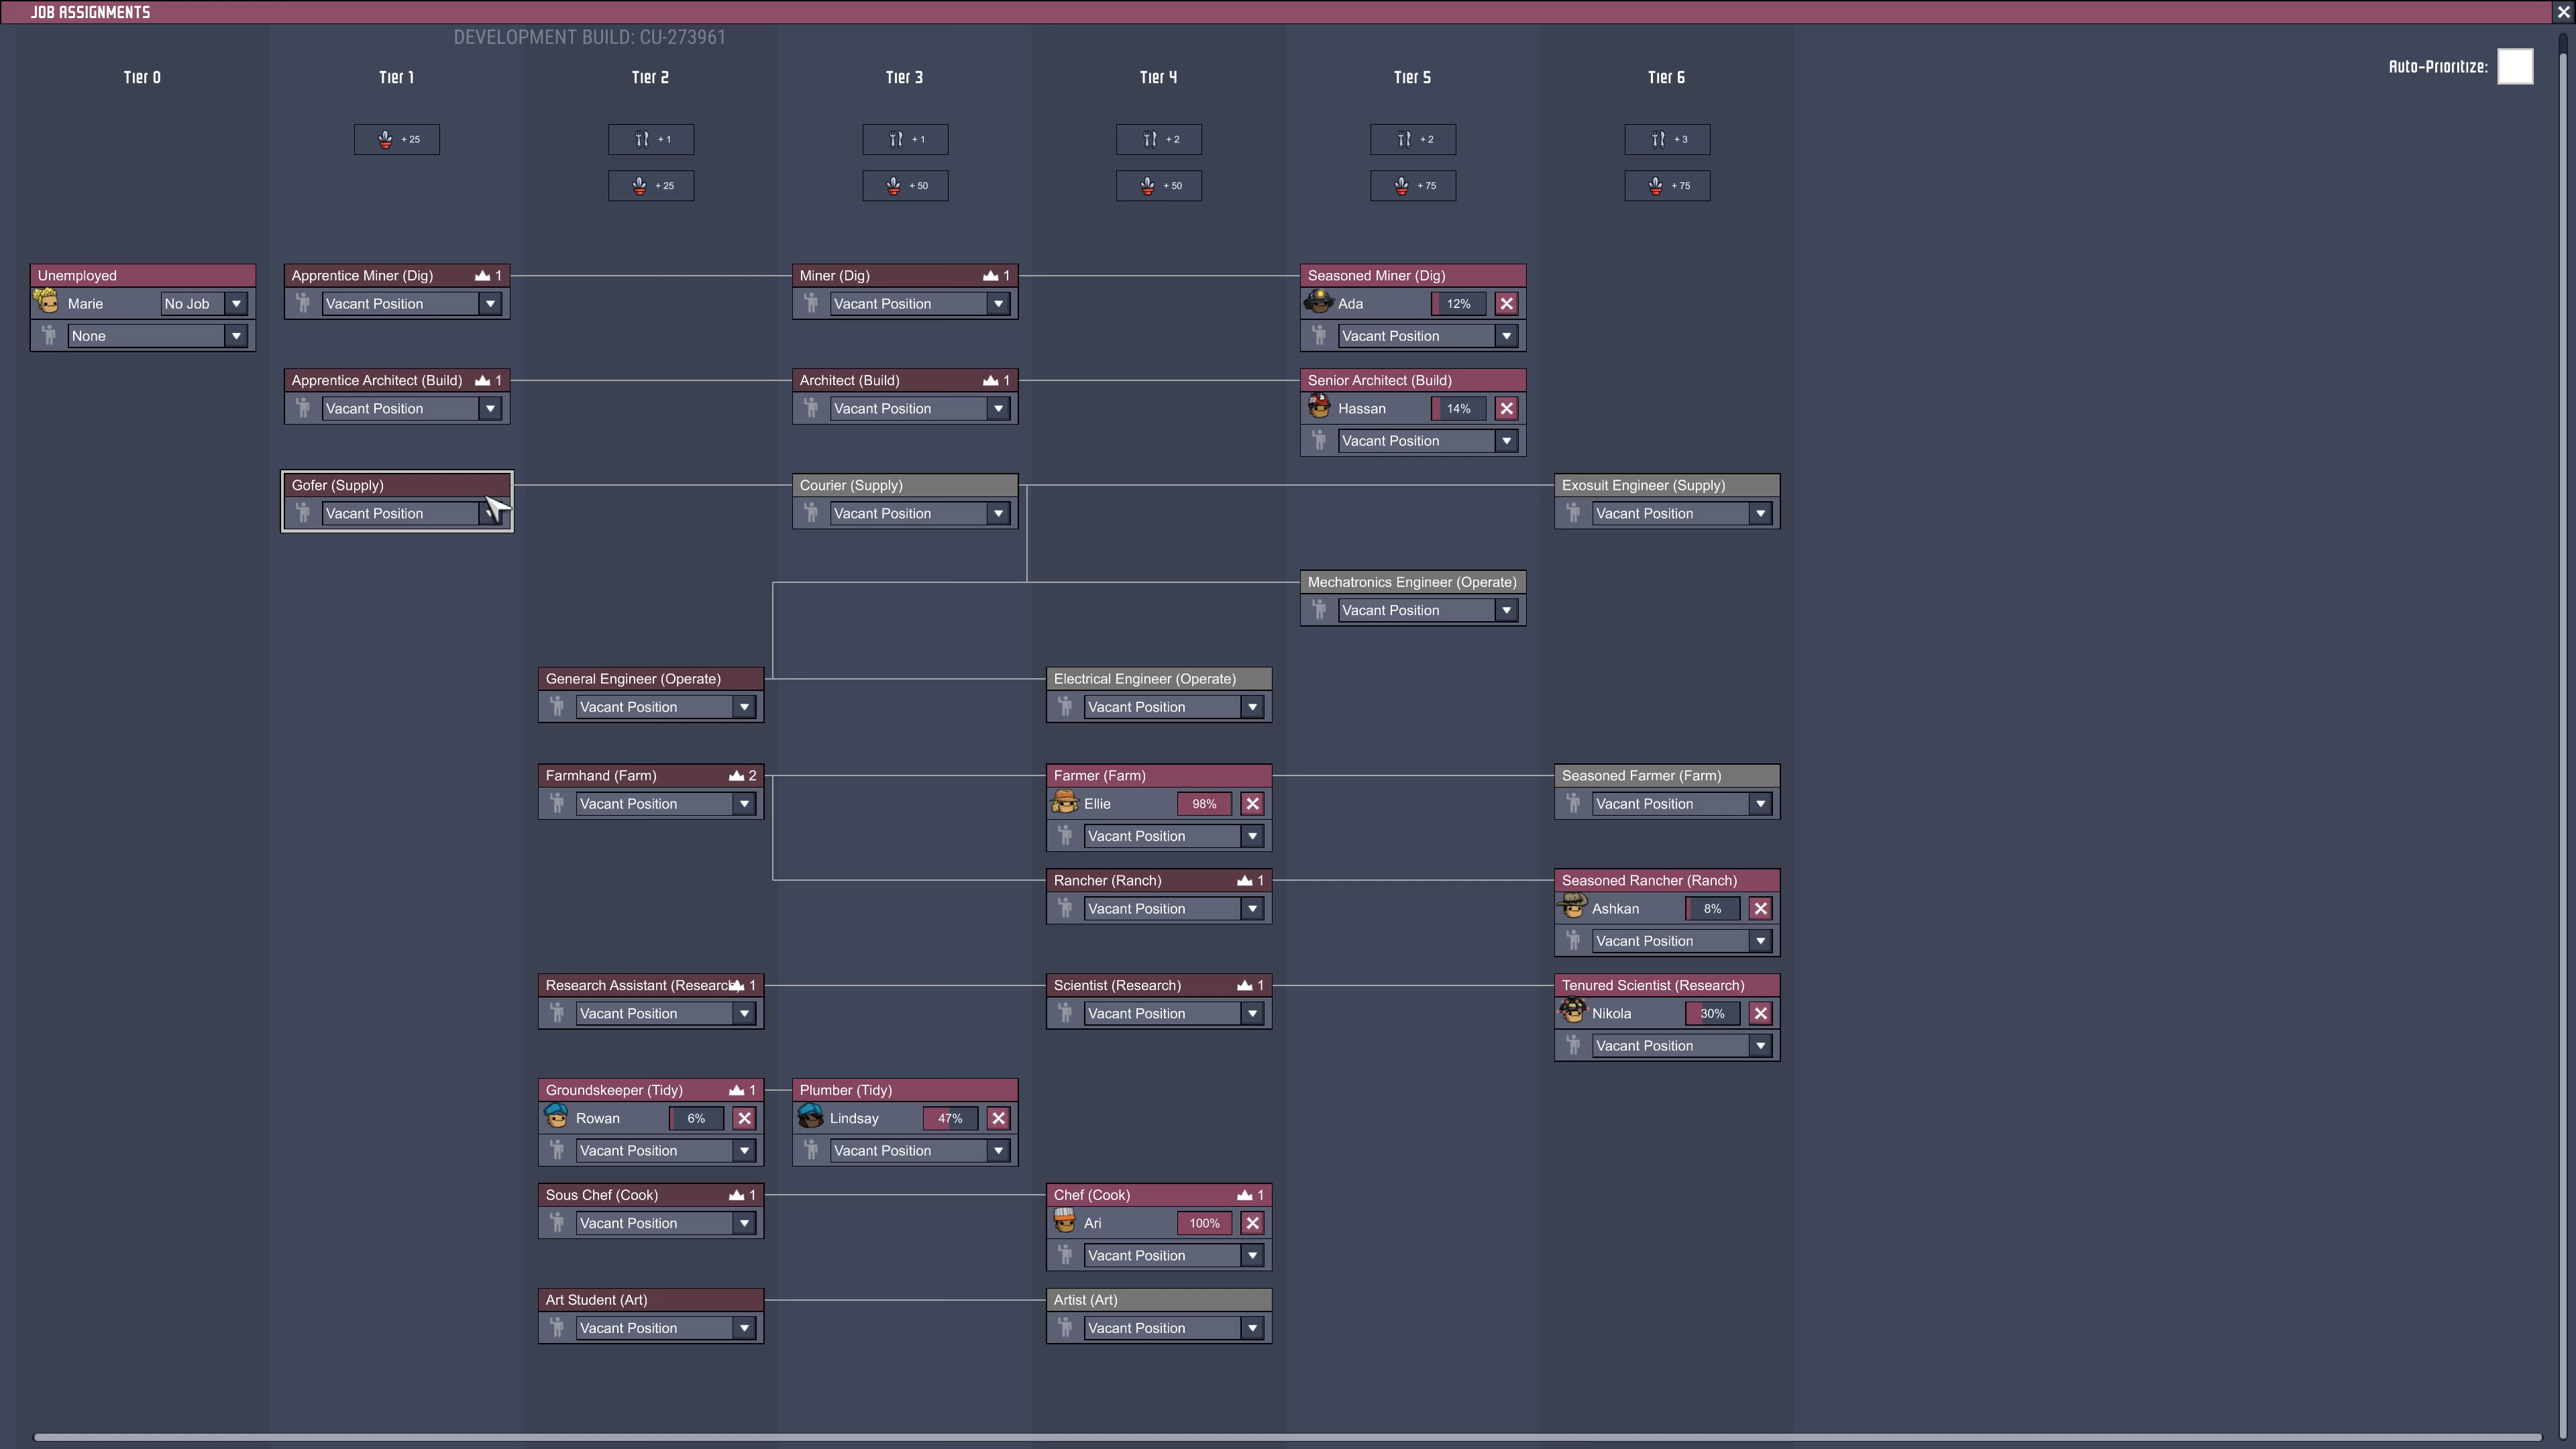 JOB ASSIGNMENTS
DEVELOPMENT BUILD: CU-273961
Auto-Prioritize:
Tier 0
Tier 1
Tier 2
Tier 3
Tier 4
Tier 5
Tier 6
+ 25
+ 1
+ 1
+ 2
+ 2
+ 3
+ 25
+ 50
+ 50
+ 75
+ 75
Unemployed
Marie No Job
None
Apprentice Miner (Dig) 1
Vacant Position
Miner (Dig) 1
Vacant Position
Seasoned Miner (Dig)
Ada 12%
Vacant Position
Apprentice Architect (Build) 1
Vacant Position
Architect (Build) 1
Vacant Position
Senior Architect (Build)
Hassan 14%
Vacant Position
Gofer (Supply)
Vacant Position
Courier (Supply)
Vacant Position
Exosuit Engineer (Supply)
Vacant Position
Mechatronics Engineer (Operate)
Vacant Position
General Engineer (Operate)
Vacant Position
Electrical Engineer (Operate)
Vacant Position
Farmhand (Farm) 2
Vacant Position
Farmer (Farm)
Ellie 98%
Vacant Position
Seasoned Farmer (Farm)
Vacant Position
Rancher (Ranch) 1
Vacant Position
Seasoned Rancher (Ranch)
Ashkan 8%
Vacant Position
Research Assistant (Research) 1
Vacant Position
Scientist (Research) 1
Vacant Position
Tenured Scientist (Research)
Nikola 30%
Vacant Position
Groundskeeper (Tidy) 1
Rowan 6%
Vacant Position
Plumber (Tidy)
Lindsay 47%
Vacant Position
Sous Chef (Cook) 1
Vacant Position
Chef (Cook) 1
Ari 100%
Vacant Position
Art Student (Art)
Vacant Position
Artist (Art)
Vacant Position